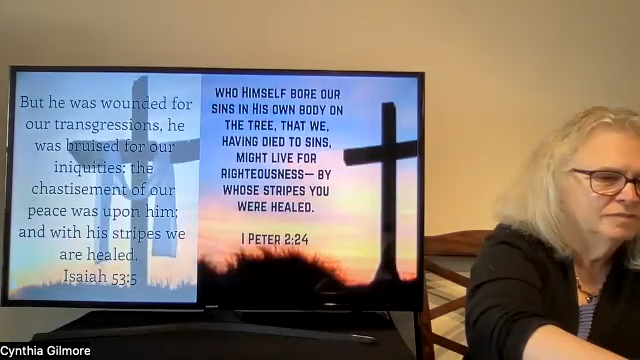 But he was wounded for
our transgressions, he
was bruised for our
iniquities: the
chastisement of our
peace was upon him;
and with his stripes we
are healed.
Isaiah 53:5
WHO HIMSELF BORE OUR
SINS IN HIS OWN BODY ON
THE TREE, THAT WE,
HAVING DIED TO SINS,
MIGHT LIVE FOR
RIGHTEOUSNESS— BY
WHOSE STRIPES YOU
WERE HEALED.
I PETER 2:24
Cynthia Gilmore